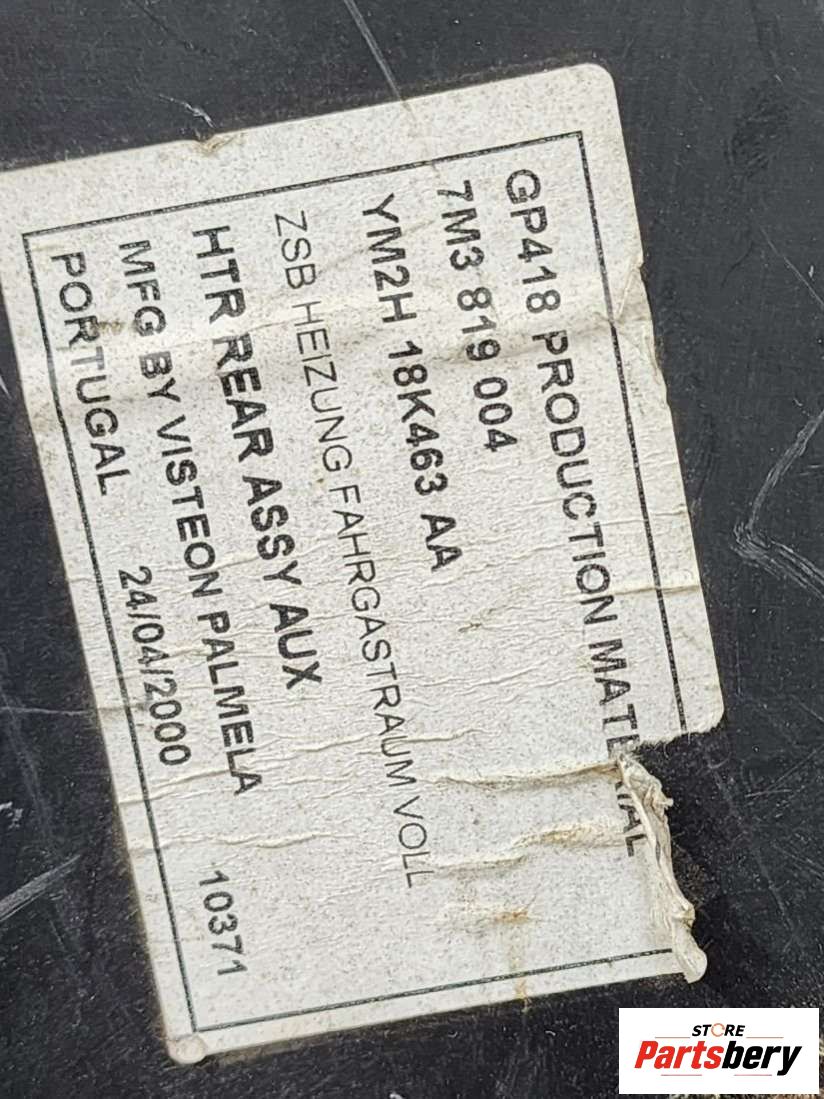 GP418 PRODUCTION MATERIAL
7M3 819 004
YM2H 18K463 AA
ZSB HEIZUNG FAHRGASTRAUM VOLL
HTR REAR ASSY AUX
MFG BY VISTEON PALMELA 10371
PORTUGAL 24/04/2000
STORE
Partsbery